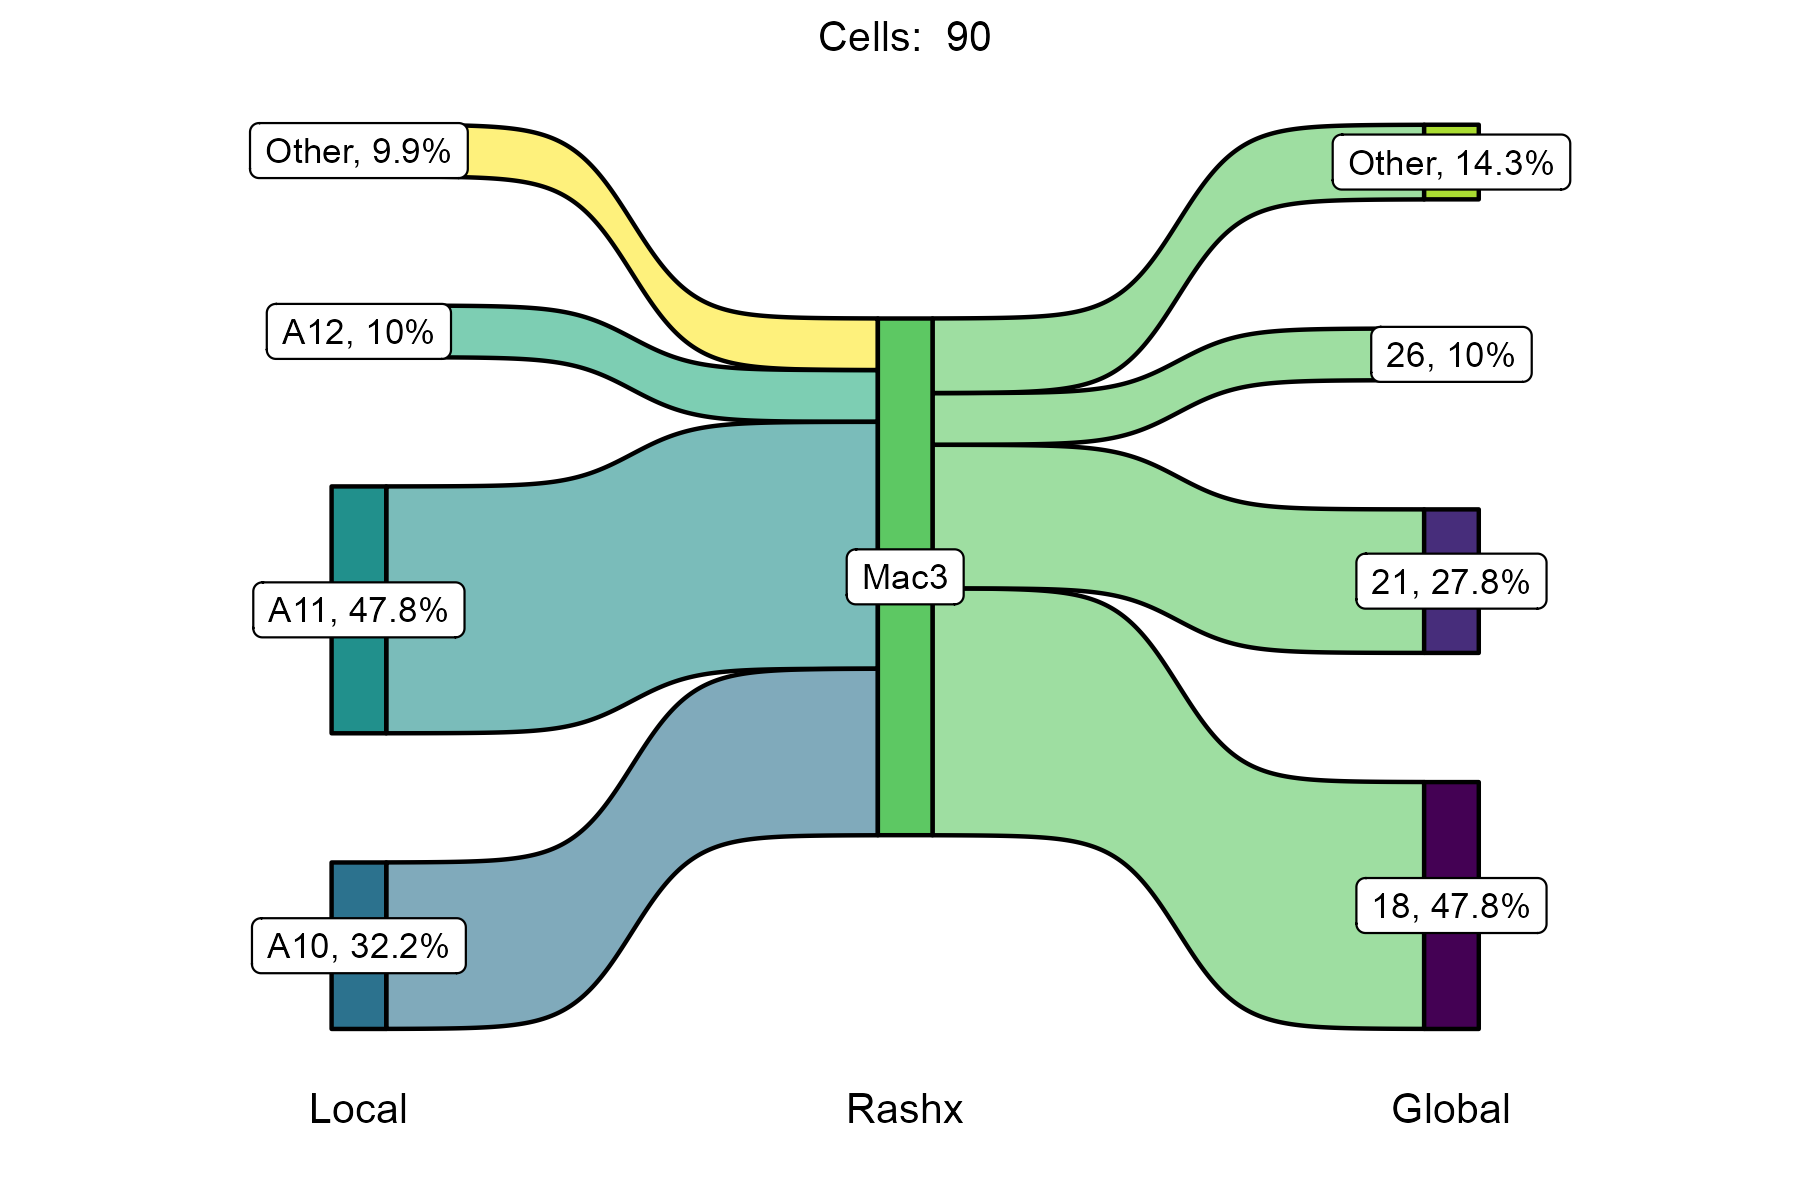 Cells:  90
Other, 9.9%
Other, 14.3%
A12, 10%
26, 10%
Mac3
21, 27.8%
A11, 47.8%
18, 47.8%
A10, 32.2%
Local
Rashx
Global